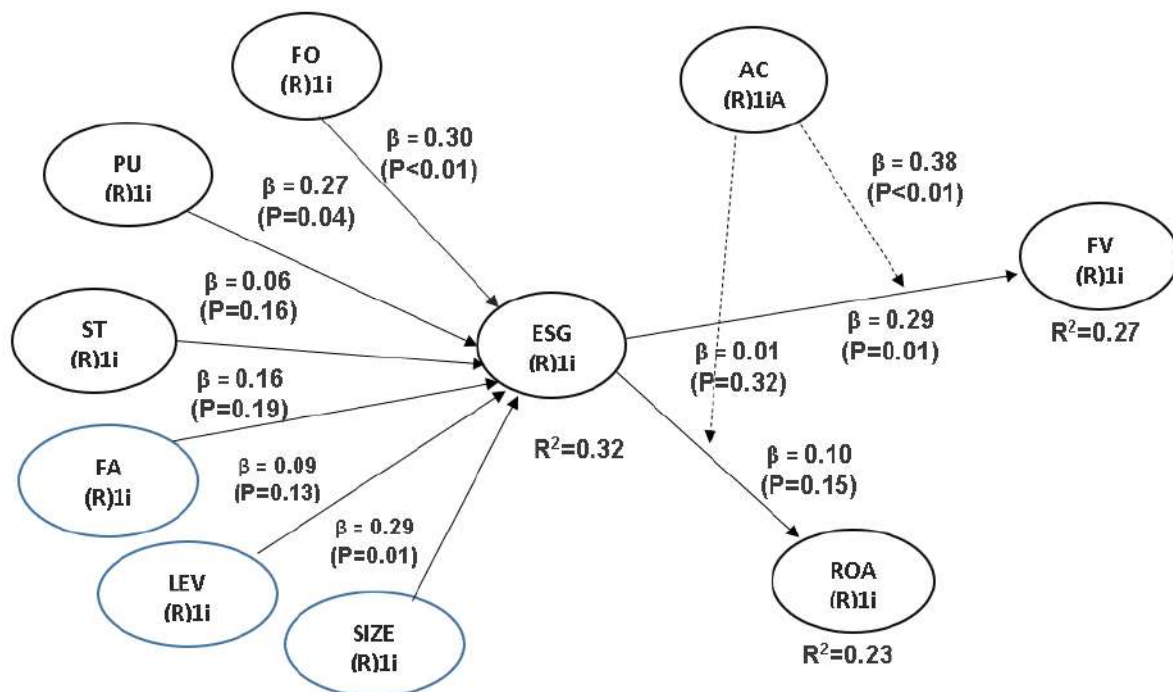 FO
(R)1i
AC
(R)1iA
β = 0.30
(P<0.01)
PU
(R)1i
β = 0.27
(P=0.04)
β = 0.38
(P<0.01)
FV
(R)1i
R²=0.27
β = 0.06
(P=0.16)
ST
(R)1i
ESG
(R)1i
R²=0.32
β = 0.29
(P=0.01)
β = 0.01
(P=0.32)
β = 0.16
(P=0.19)
FA
(R)1i
β = 0.09
(P=0.13)
β = 0.10
(P=0.15)
LEV
(R)1i
β = 0.29
(P=0.01)
ROA
(R)1i
R²=0.23
SIZE
(R)1i